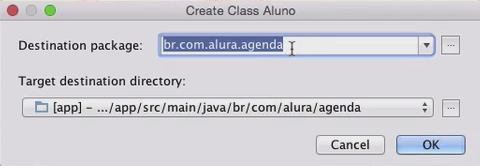 Create Class Aluno
Destination package: br.com.alura.agenda ...
Target destination directory:
[app] – .../app/src/main/java/br/com/alura/agenda ...
Cancel OK